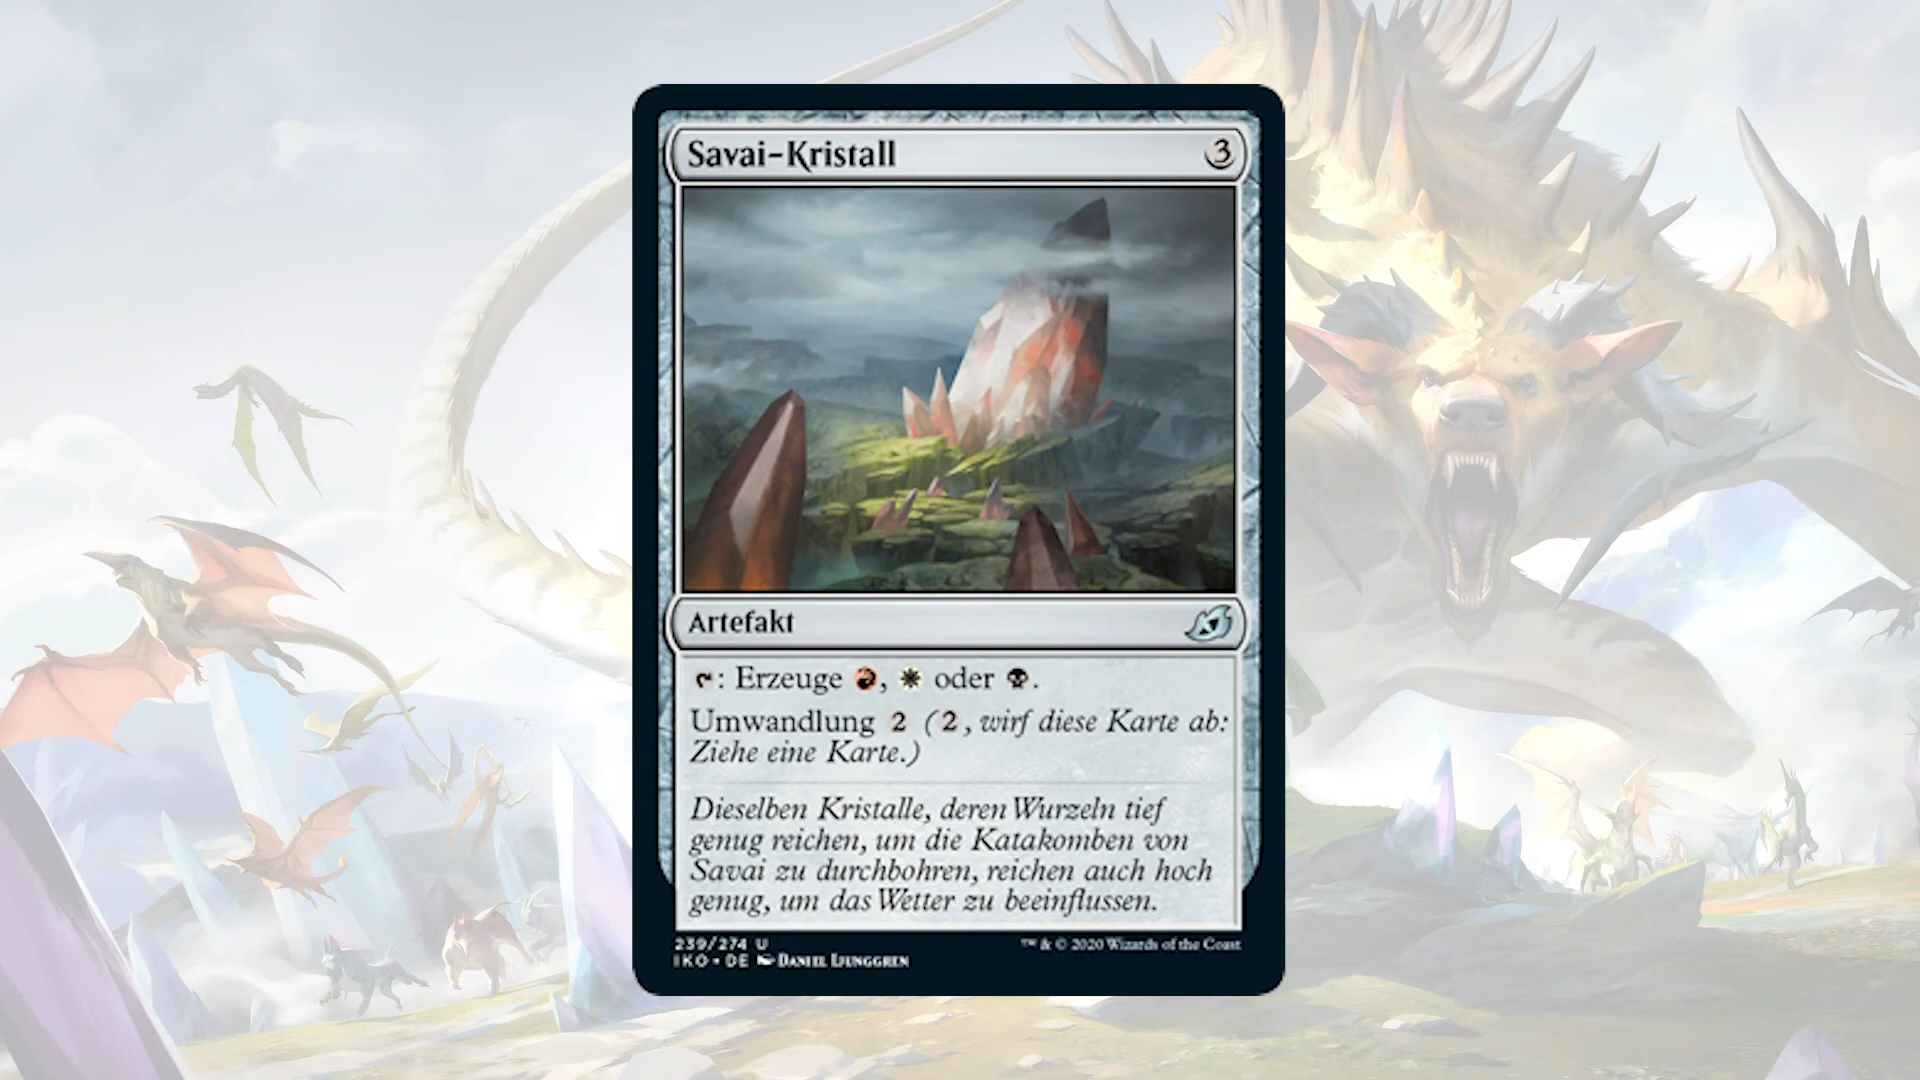 Savai-Kristall 3
Artefakt
: Erzeuge , oder .
Umwandlung 2 (2, wirf diese Karte ab:
Ziehe eine Karte.)
Dieselben Kristalle, deren Wurzeln tief
genug reichen, um die Katakomben von
Savai zu durchbohren, reichen auch hoch
genug, um das Wetter zu beeinflussen.
239/274 U
™ & © 2020 Wizards of the Coast
IKO • DE Daniel Ljunggren